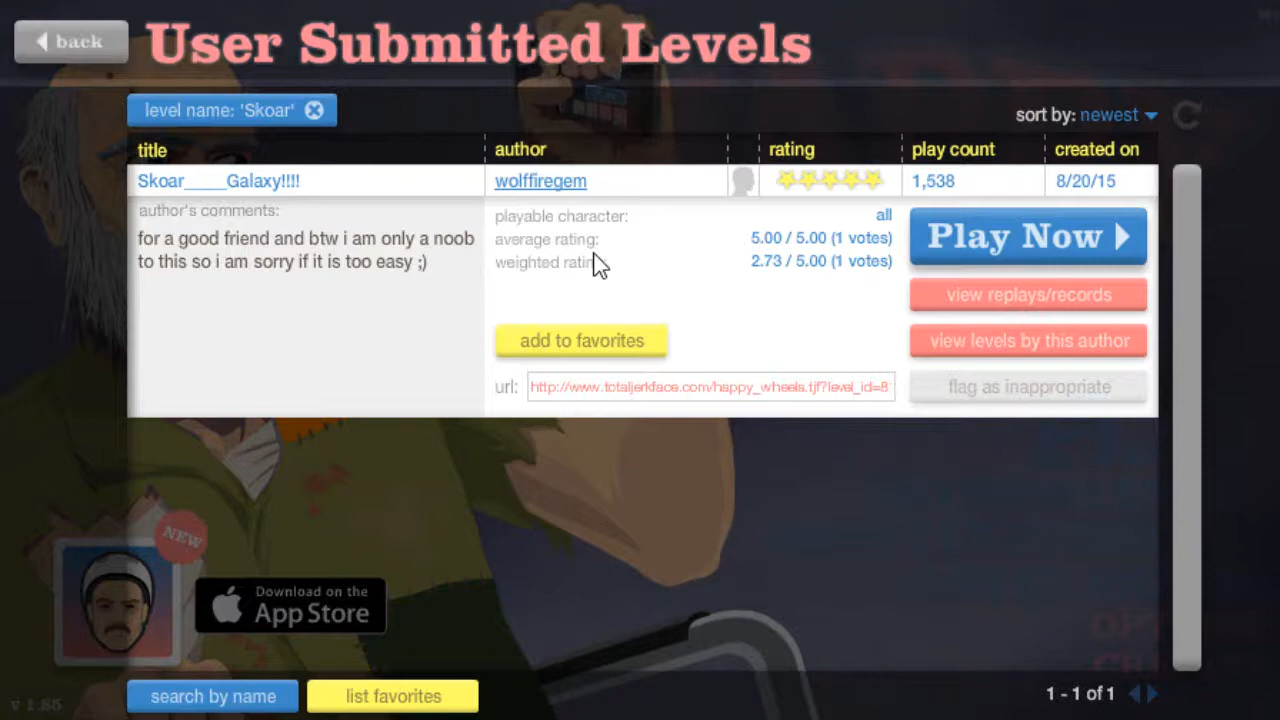 back
User Submitted Levels
level name: 'Skoar'
sort by: newest
title author rating play count created on
Skoar_____Galaxy!!!! wolffiregem 1,538 8/20/15
author's comments:
for a good friend and btw i am only a noob
to this so i am sorry if it is too easy ;)
playable character: all
average rating: 5.00 / 5.00 (1 votes)
weighted rating 2.73 / 5.00 (1 votes)
Play Now
view replays/records
add to favorites
view levels by this author
url: http://www.totaljerkface.com/happy_wheels.tjf?level_id=8
flag as inappropriate
NEW
Download on the
App Store
search by name
list favorites
1 - 1 of 1
v 1.85